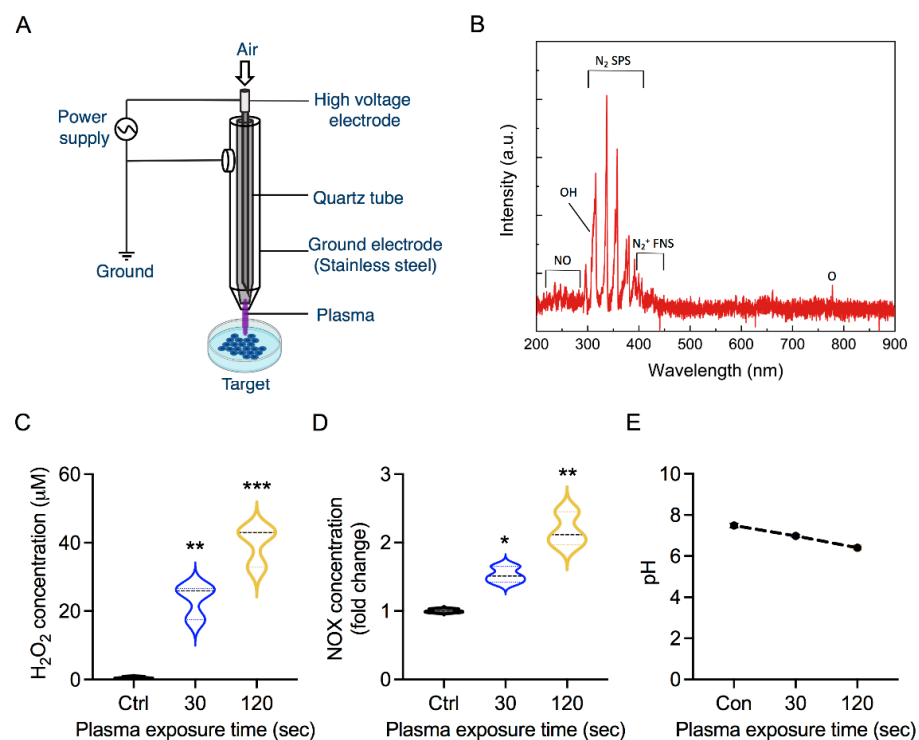 A
Air
High voltage
electrode
Power
supply
Quartz tube
Ground electrode
(Stainless steel)
Ground
Plasma
Target
B
N₂ SPS
OH
N₂⁺ FNS
NO
O
Intensity (a.u.)
200 300 400 500 600 700 800 900
Wavelength (nm)
C
H₂O₂ concentration (μM)
60
40
20
0
**
***
Ctrl 30 120
Plasma exposure time (sec)
D
NOX concentration
(fold change)
3
2
1
0
*
**
Ctrl 30 120
Plasma exposure time (sec)
E
pH
10
8
6
4
2
0
Con 30 120
Plasma exposure time (sec)